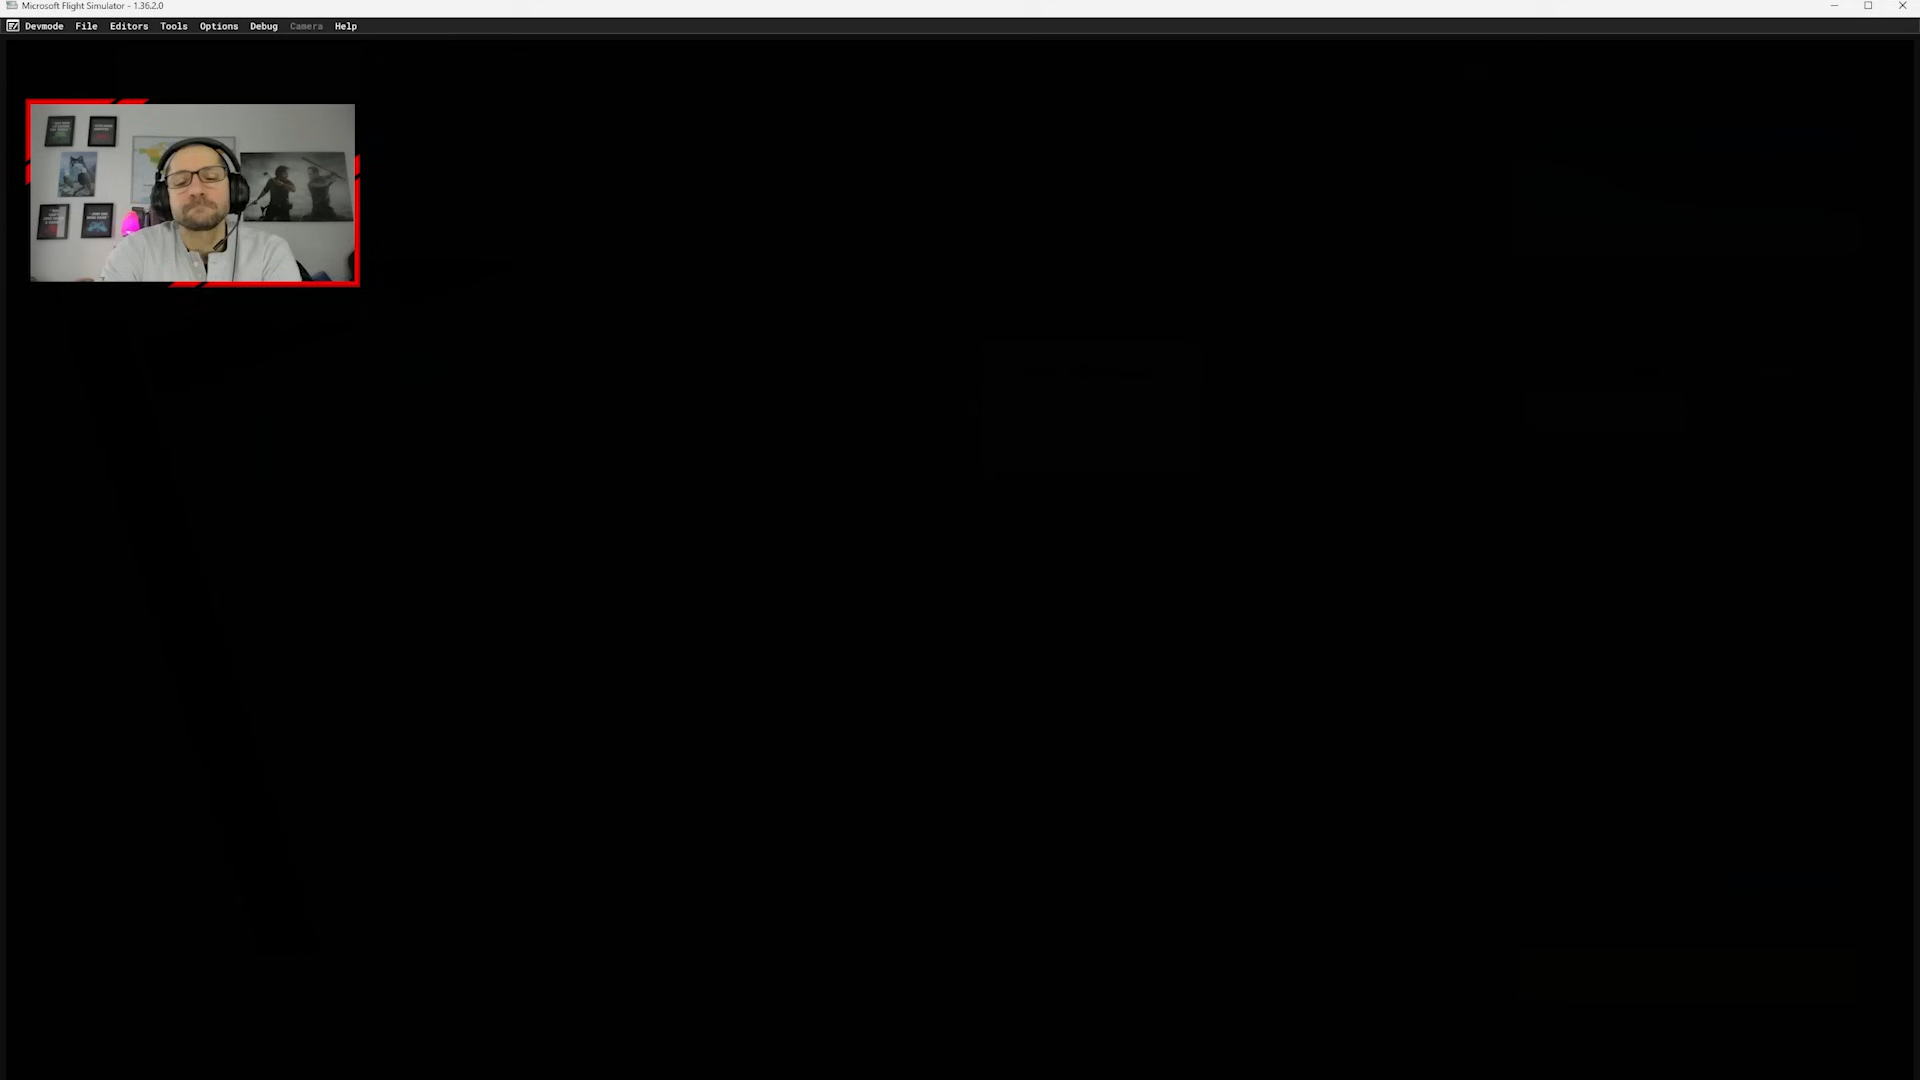 Microsoft Flight Simulator - 1.36.2.0
Devmode File Editors Tools Options Debug Camera Help